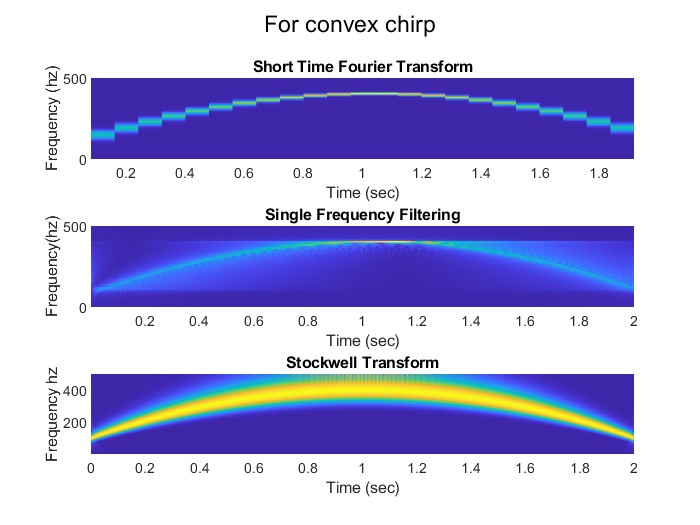 For convex chirp
Short Time Fourier Transform
Frequency (hz)
500
0
0.2 0.4 0.6 0.8 1 1.2 1.4 1.6 1.8
Time (sec)
Single Frequency Filtering
Frequency(hz)
500
0
0.2 0.4 0.6 0.8 1 1.2 1.4 1.6 1.8 2
Time (sec)
Stockwell Transform
Frequency hz
400
200
0 0.2 0.4 0.6 0.8 1 1.2 1.4 1.6 1.8 2
Time (sec)